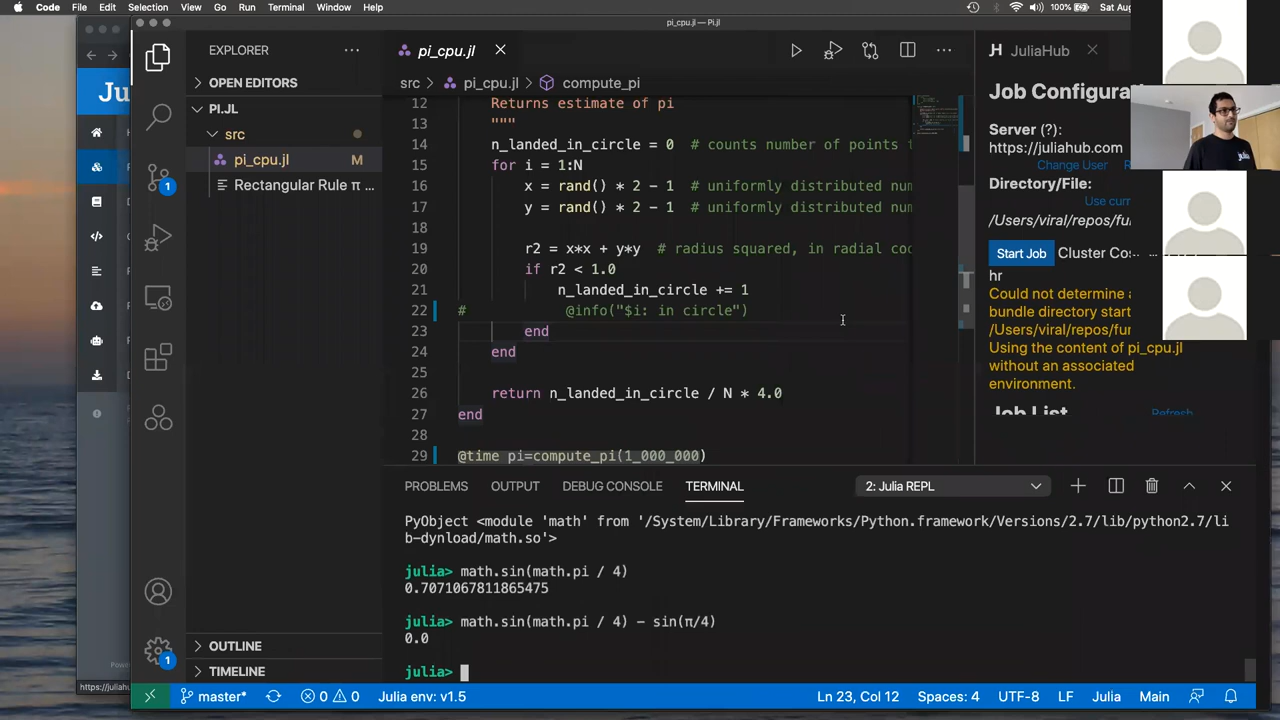 Code File Edit Selection View Go Run Terminal Window Help 100% Sat Aug
pi_cpu.jl — Pi.jl
EXPLORER
OPEN EDITORS
PI.JL
src
pi_cpu.jl M
Rectangular Rule π ...
OUTLINE
TIMELINE
Ju
pi_cpu.jl
src > pi_cpu.jl > compute_pi
12 Returns estimate of pi
13 """
14 n_landed_in_circle = 0 # counts number of points
15 for i = 1:N
16 x = rand() * 2 - 1 # uniformly distributed num
17 y = rand() * 2 - 1 # uniformly distributed num
18
19 r2 = x*x + y*y # radius squared, in radial coo
20 if r2 < 1.0
21 n_landed_in_circle += 1
22 # @info("$i: in circle")
23 end
24 end
25
26 return n_landed_in_circle / N * 4.0
27 end
28
29 @time pi=compute_pi(1_000_000)
PROBLEMS OUTPUT DEBUG CONSOLE TERMINAL 2: Julia REPL
PyObject <module 'math' from '/System/Library/Frameworks/Python.framework/Versions/2.7/lib/python2.7/li
b-dynload/math.so'>
julia> math.sin(math.pi / 4)
0.7071067811865475
julia> math.sin(math.pi / 4) - sin(π/4)
0.0
julia>
JuliaHub
Job Configura
Server (?):
https://juliahub.com
Change User
Directory/File:
Use curr
/Users/viral/repos/fun
Start Job Cluster Co
hr
Could not determine a
bundle directory start
/Users/viral/repos/fun
Using the content of pi_cpu.jl
without an associated
environment.
Job List Refresh
https://juliahu
1
1
master* 0 0 Julia env: v1.5 Ln 23, Col 12 Spaces: 4 UTF-8 LF Julia Main